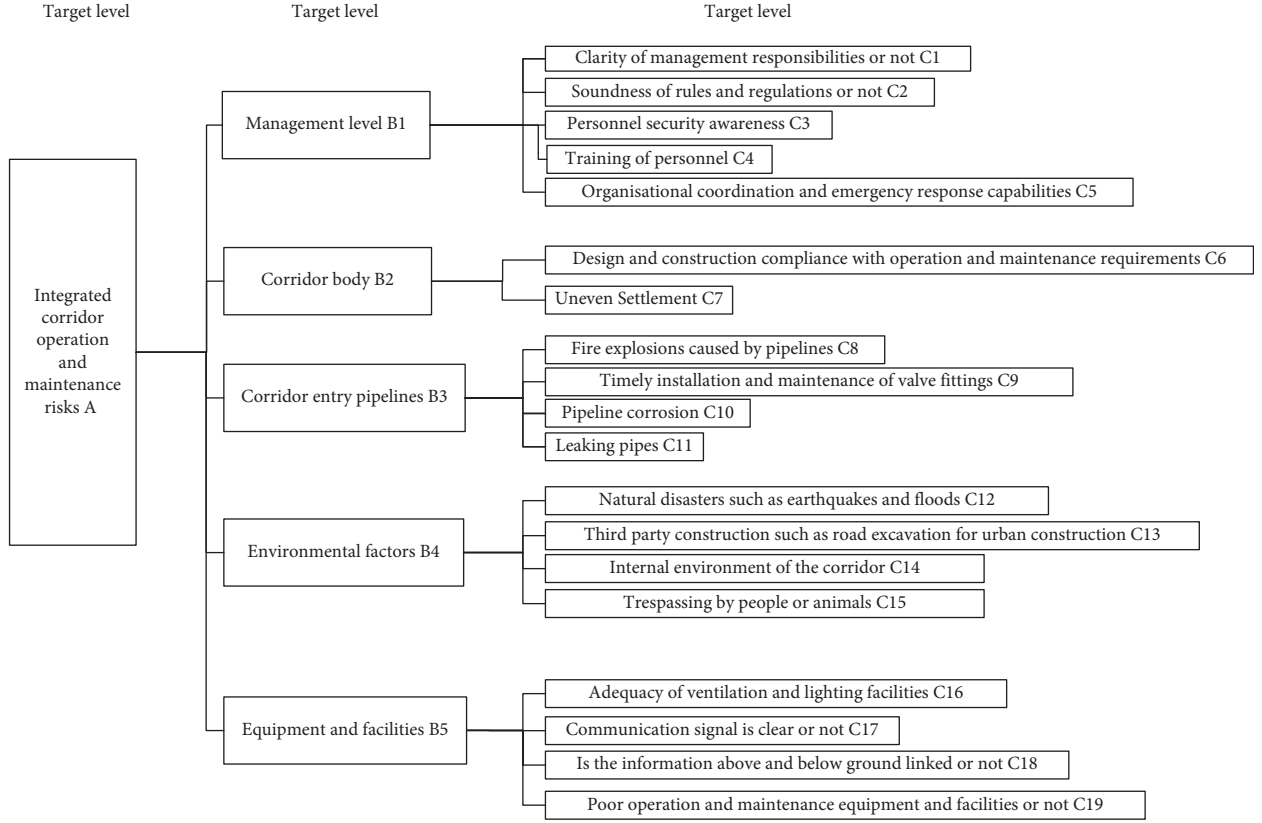 Target level
Target level
Target level
Integrated
corridor
operation
and
maintenance
risks A
Management level B1
Clarity of management responsibilities or not C1
Soundness of rules and regulations or not C2
Personnel security awareness C3
Training of personnel C4
Organisational coordination and emergency response capabilities C5
Corridor body B2
Design and construction compliance with operation and maintenance requirements C6
Uneven Settlement C7
Corridor entry pipelines B3
Fire explosions caused by pipelines C8
Timely installation and maintenance of valve fittings C9
Pipeline corrosion C10
Leaking pipes C11
Environmental factors B4
Natural disasters such as earthquakes and floods C12
Third party construction such as road excavation for urban construction C13
Internal environment of the corridor C14
Trespassing by people or animals C15
Equipment and facilities B5
Adequacy of ventilation and lighting facilities C16
Communication signal is clear or not C17
Is the information above and below ground linked or not C18
Poor operation and maintenance equipment and facilities or not C19